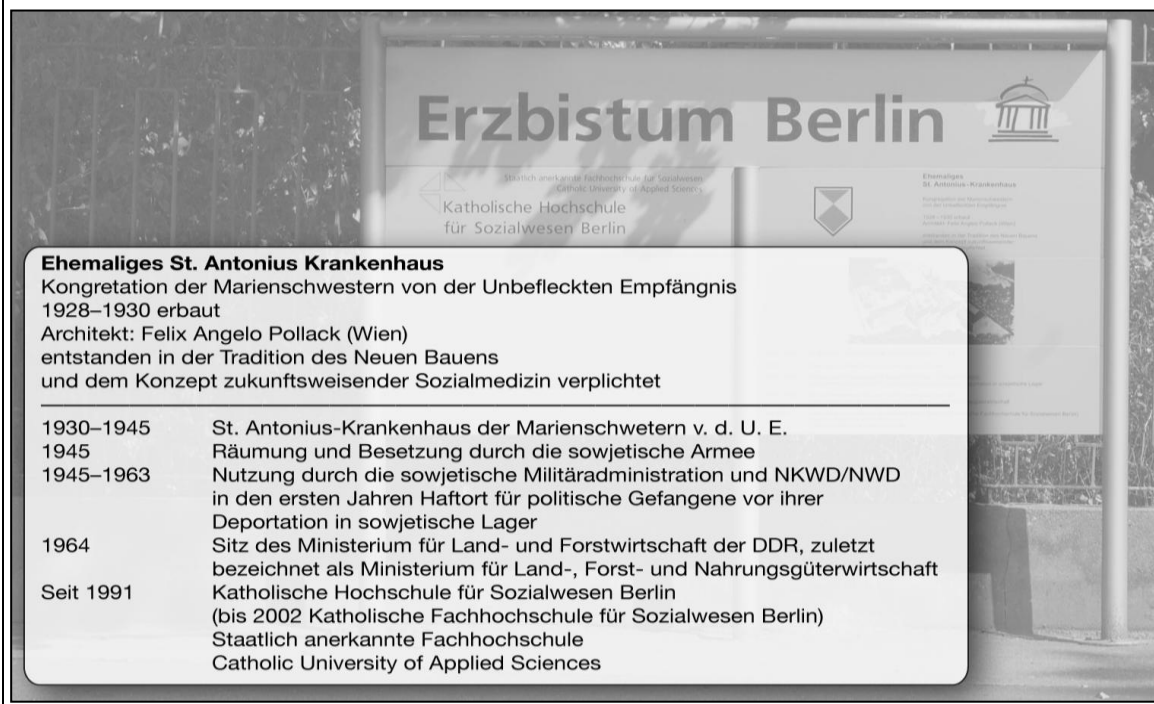 Erzbistum Berlin
Staatlich anerkannte Fachhochschule für Sozialwesen
Catholic University of Applied Sciences
Katholische Hochschule
für Sozialwesen Berlin
Ehemaliges
St. Antonius-Krankenhaus
Ehemaliges St. Antonius Krankenhaus
Kongretation der Marienschwestern von der Unbefleckten Empfängnis
1928–1930 erbaut
Architekt: Felix Angelo Pollack (Wien)
entstanden in der Tradition des Neuen Bauens
und dem Konzept zukunftsweisender Sozialmedizin verplichtet
1930–1945 St. Antonius-Krankenhaus der Marienschwetern v. d. U. E.
1945 Räumung und Besetzung durch die sowjetische Armee
1945–1963 Nutzung durch die sowjetische Militäradministration und NKWD/NWD
in den ersten Jahren Haftort für politische Gefangene vor ihrer
Deportation in sowjetische Lager
1964 Sitz des Ministerium für Land- und Forstwirtschaft der DDR, zuletzt
bezeichnet als Ministerium für Land-, Forst- und Nahrungsgüterwirtschaft
Seit 1991 Katholische Hochschule für Sozialwesen Berlin
(bis 2002 Katholische Fachhochschule für Sozialwesen Berlin)
Staatlich anerkannte Fachhochschule
Catholic University of Applied Sciences